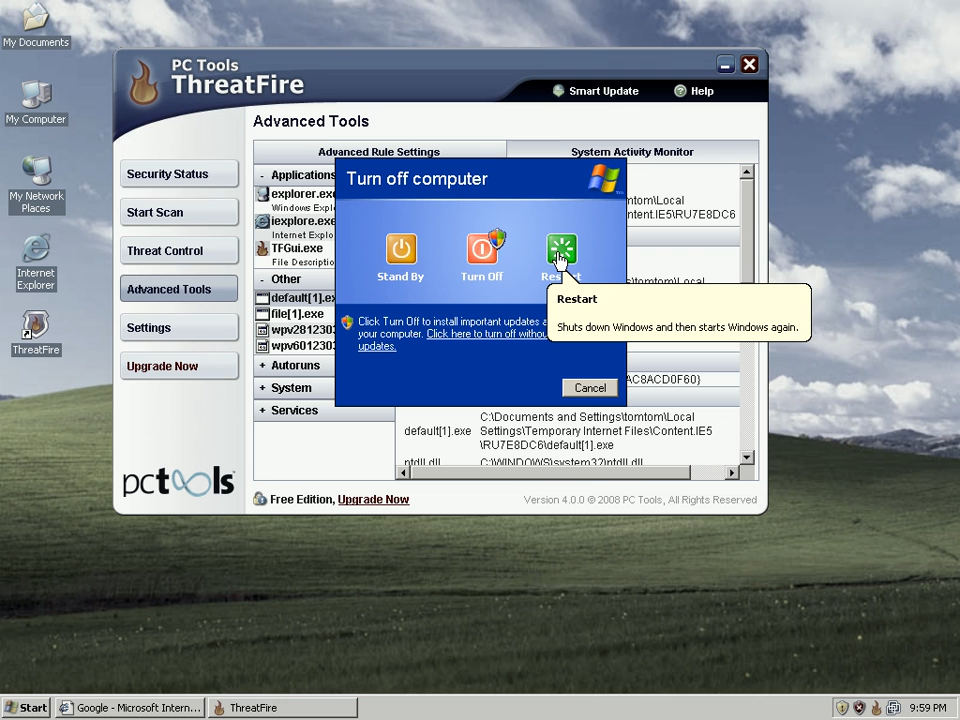 My Documents
My Computer
My Network
Places
Internet
Explorer
ThreatFire
PC Tools
ThreatFire
Smart Update
Help
Advanced Tools
Security Status
Start Scan
Threat Control
Advanced Tools
Settings
Upgrade Now
pctools
Advanced Rule Settings
System Activity Monitor
- Applications
explorer.exe
Windows Explo
iexplore.exe
Internet Explo
TFGui.exe
File Descriptio
- Other
default[1].ex
file[1].exe
wpv2812303
wpv6012303
+ Autoruns
+ System
+ Services
tomtom\Local
ntent.IE5\RU7E8DC6
s\tomtom\Local
AC8ACD0F60}
default[1].exe
C:\Documents and Settings\tomtom\Local
Settings\Temporary Internet Files\Content.IE5
\RU7E8DC6\default[1].exe
ntdll.dll
C:\WINDOWS\system32\ntdll.dll
Turn off computer
Stand By
Turn Off
Restart
Click Turn Off to install important updates a
your computer. Click here to turn off withou
updates.
Cancel
Restart
Shuts down Windows and then starts Windows again.
Free Edition, Upgrade Now
Version 4.0.0 © 2008 PC Tools, All Rights Reserved
Start
Google - Microsoft Intern...
ThreatFire
9:59 PM